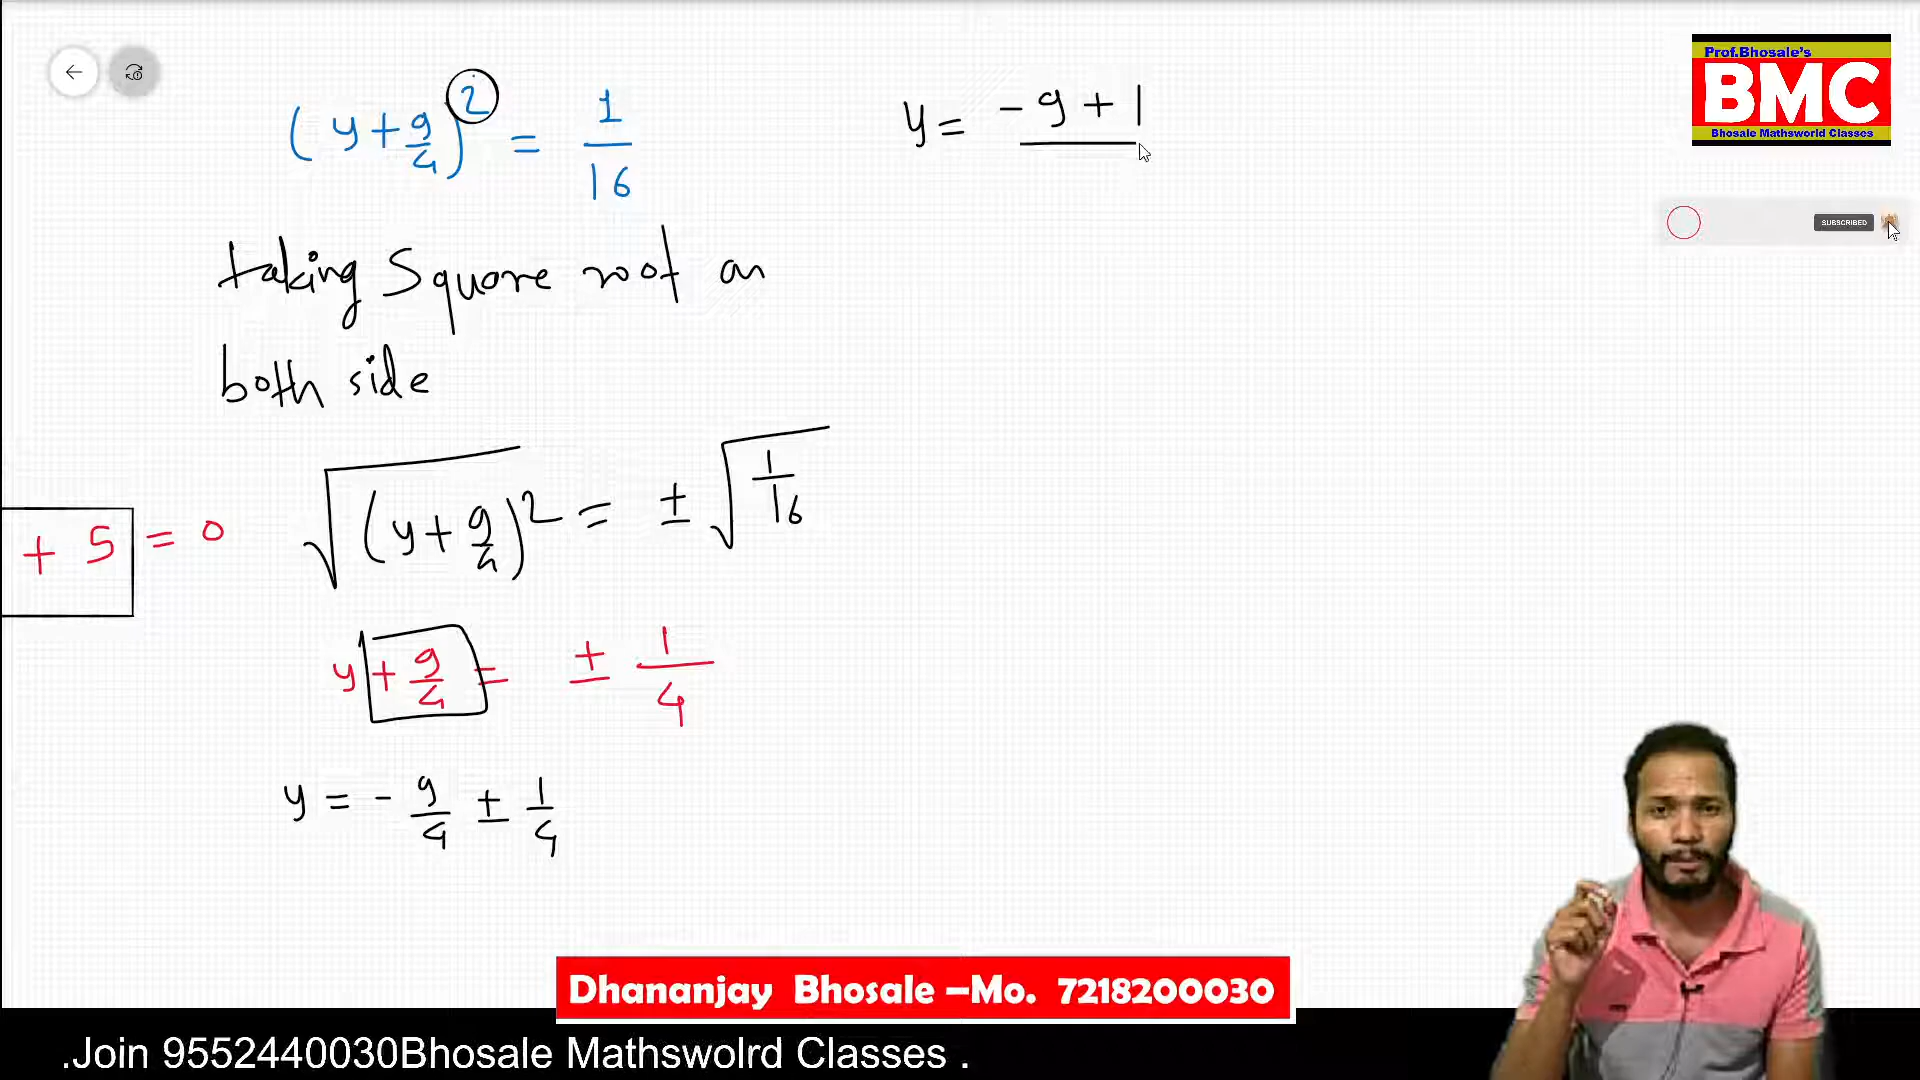 (y + 9/4)² = 1/16
taking Square root on
both side
√(y + 9/4)² = ± √1/16
+ 5 = 0
y + 9/4 = ± 1/4
y = - 9/4 ± 1/4
y = - 9 + 1
Prof.Bhosale's
BMC
Bhosale Mathsworld Classes
SUBSCRIBED
Dhananjay Bhosale –Mo. 7218200030
.Join 9552440030Bhosale Mathswolrd Classes .